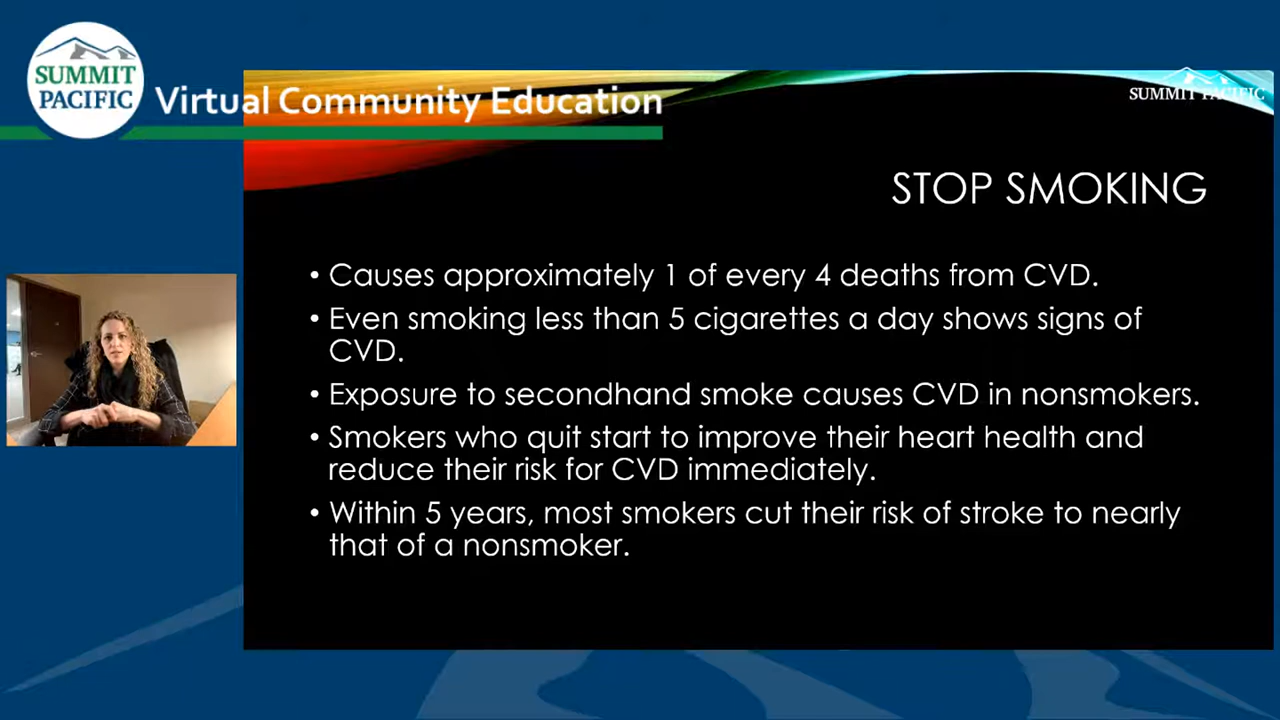 SUMMIT
PACIFIC
Virtual Community Education
SUMMIT PACIFIC
STOP SMOKING
• Causes approximately 1 of every 4 deaths from CVD.
• Even smoking less than 5 cigarettes a day shows signs of
CVD.
• Exposure to secondhand smoke causes CVD in nonsmokers.
• Smokers who quit start to improve their heart health and
reduce their risk for CVD immediately.
• Within 5 years, most smokers cut their risk of stroke to nearly
that of a nonsmoker.